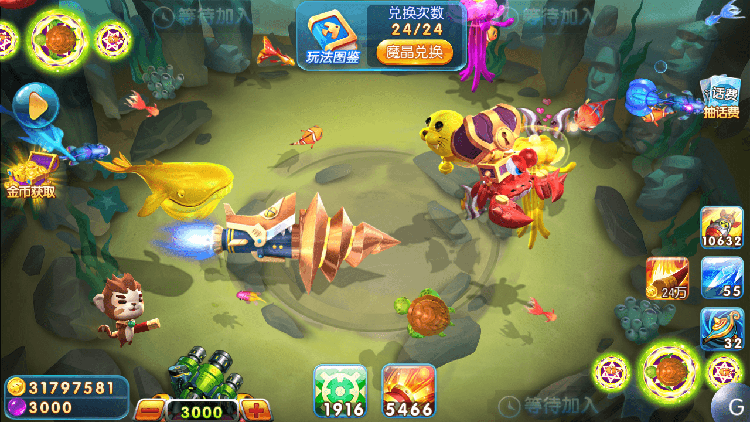 等待加入
兑换次数
24/24
魔晶兑换
玩法图鉴
等待加入
话费
抽话费
金币获取
10632
24万
55
32
31797581
3000
3000
1916
5466
等待加入
G